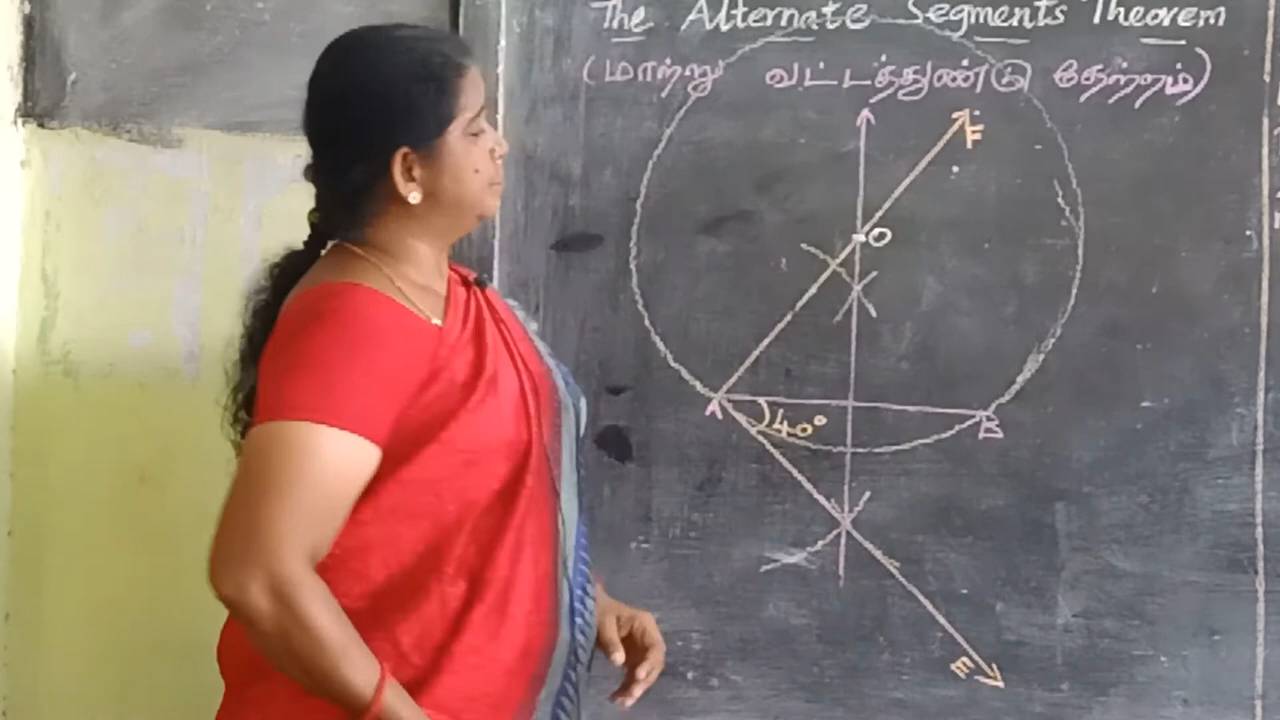 The Alternate Segments Theorem
(மாற்று வட்டத்துண்டு தேற்றம்)
F
O
A
40°
B
E